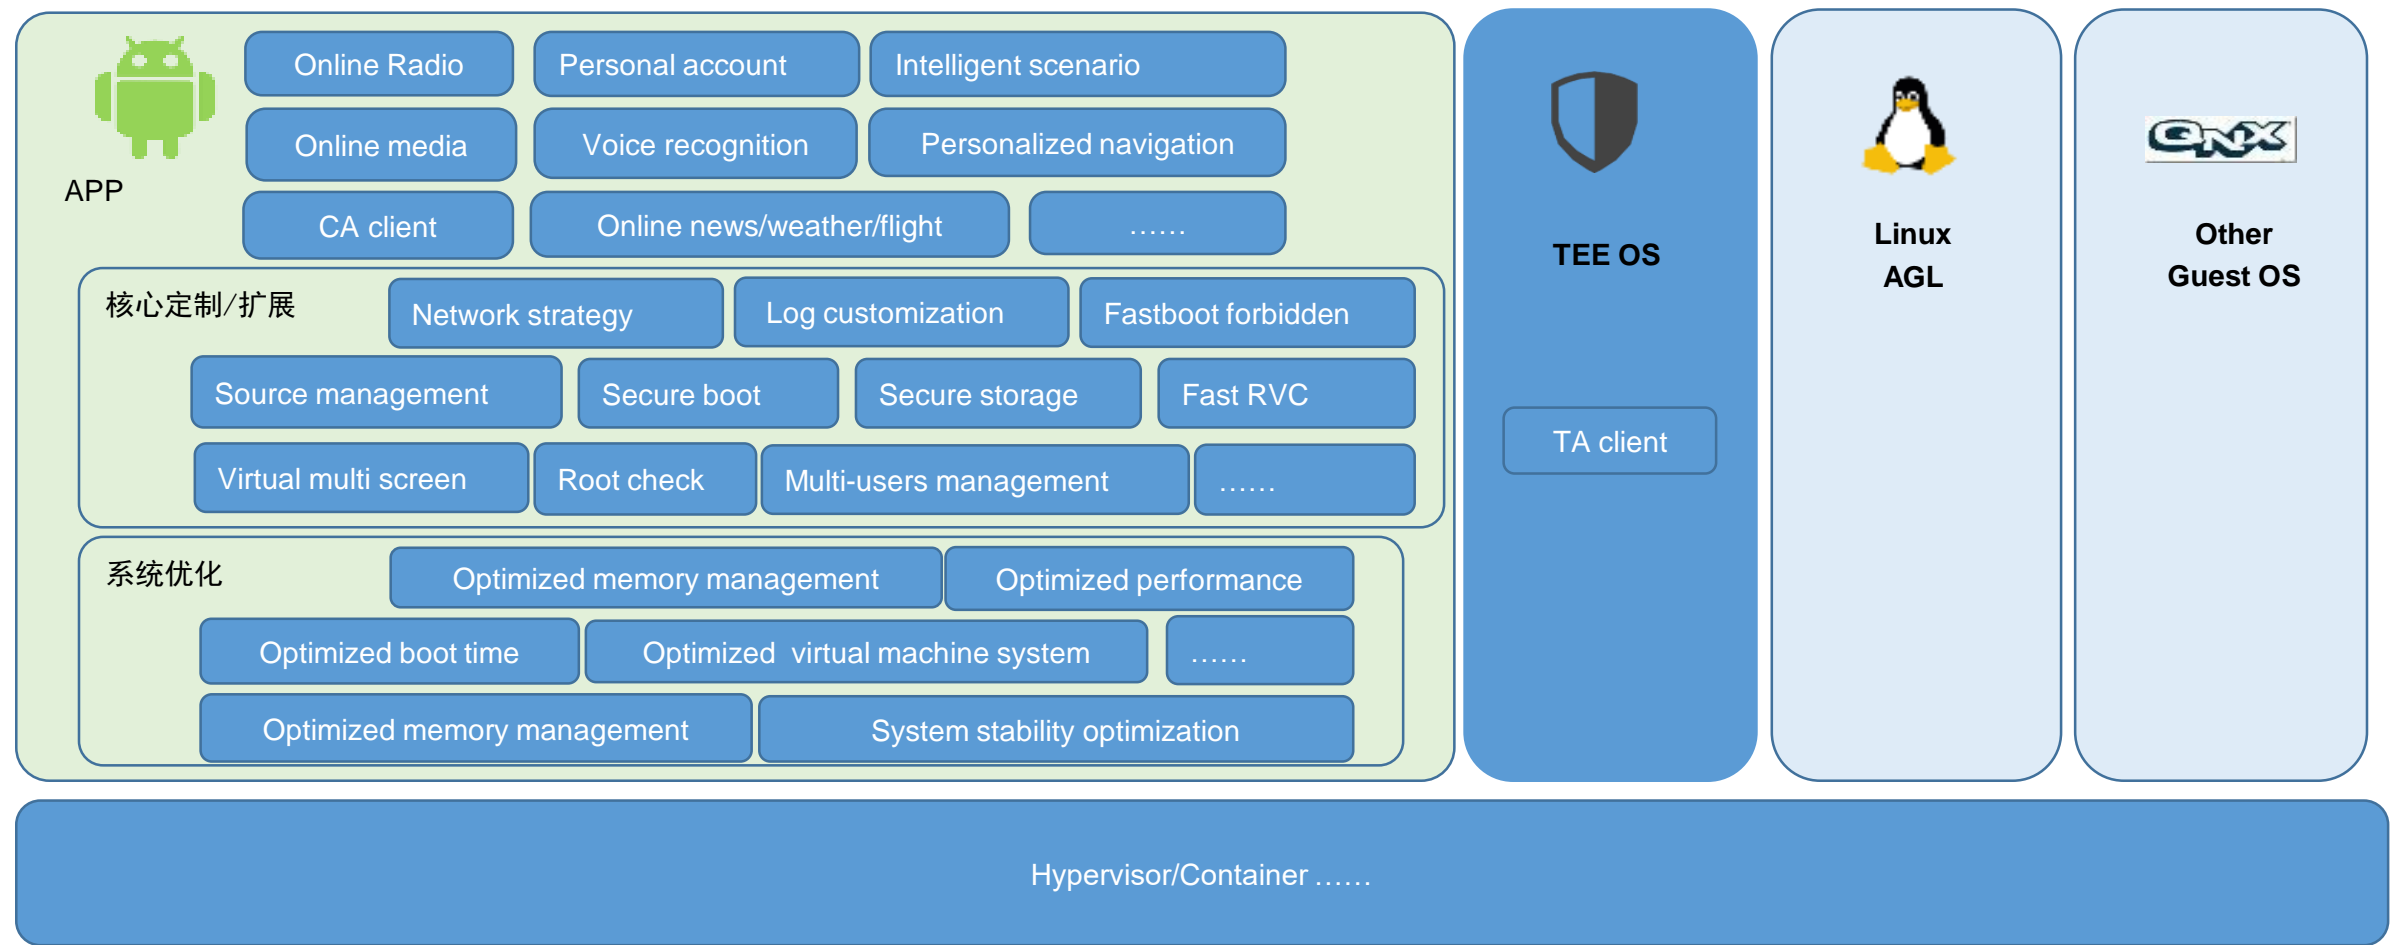 Online Radio
Personal account
Intelligent scenario
Online media
Voice recognition
Personalized navigation
APP
CA client
Online news/weather/flight
……
核心定制/扩展
Network strategy
Log customization
Fastboot forbidden
Source management
Secure boot
Secure storage
Fast RVC
Virtual multi screen
Root check
Multi-users management
……
系统优化
Optimized memory management
Optimized performance
Optimized boot time
Optimized  virtual machine system
……
Optimized memory management
System stability optimization
TEE OS
TA client
Linux
AGL
QNX
Other
Guest OS
Hypervisor/Container ……